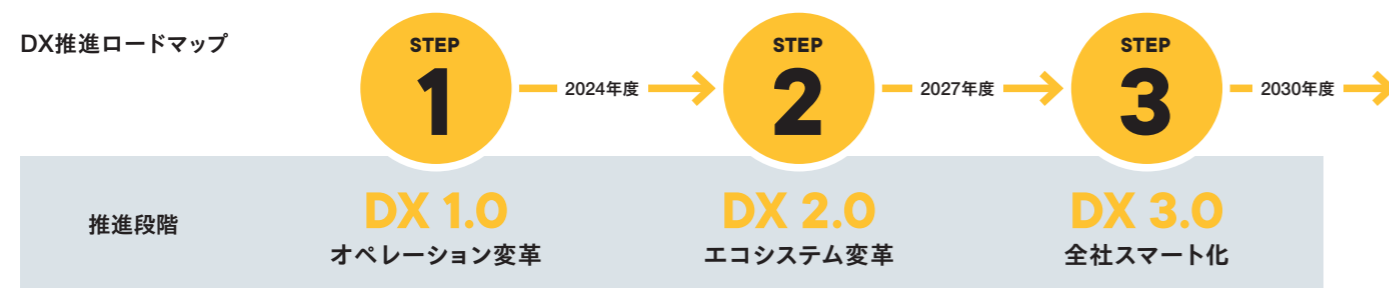 DX推進ロードマップ
STEP
1
2024年度
STEP
2
2027年度
STEP
3
2030年度
推進段階
DX 1.0
オペレーション変革
DX 2.0
エコシステム変革
DX 3.0
全社スマート化